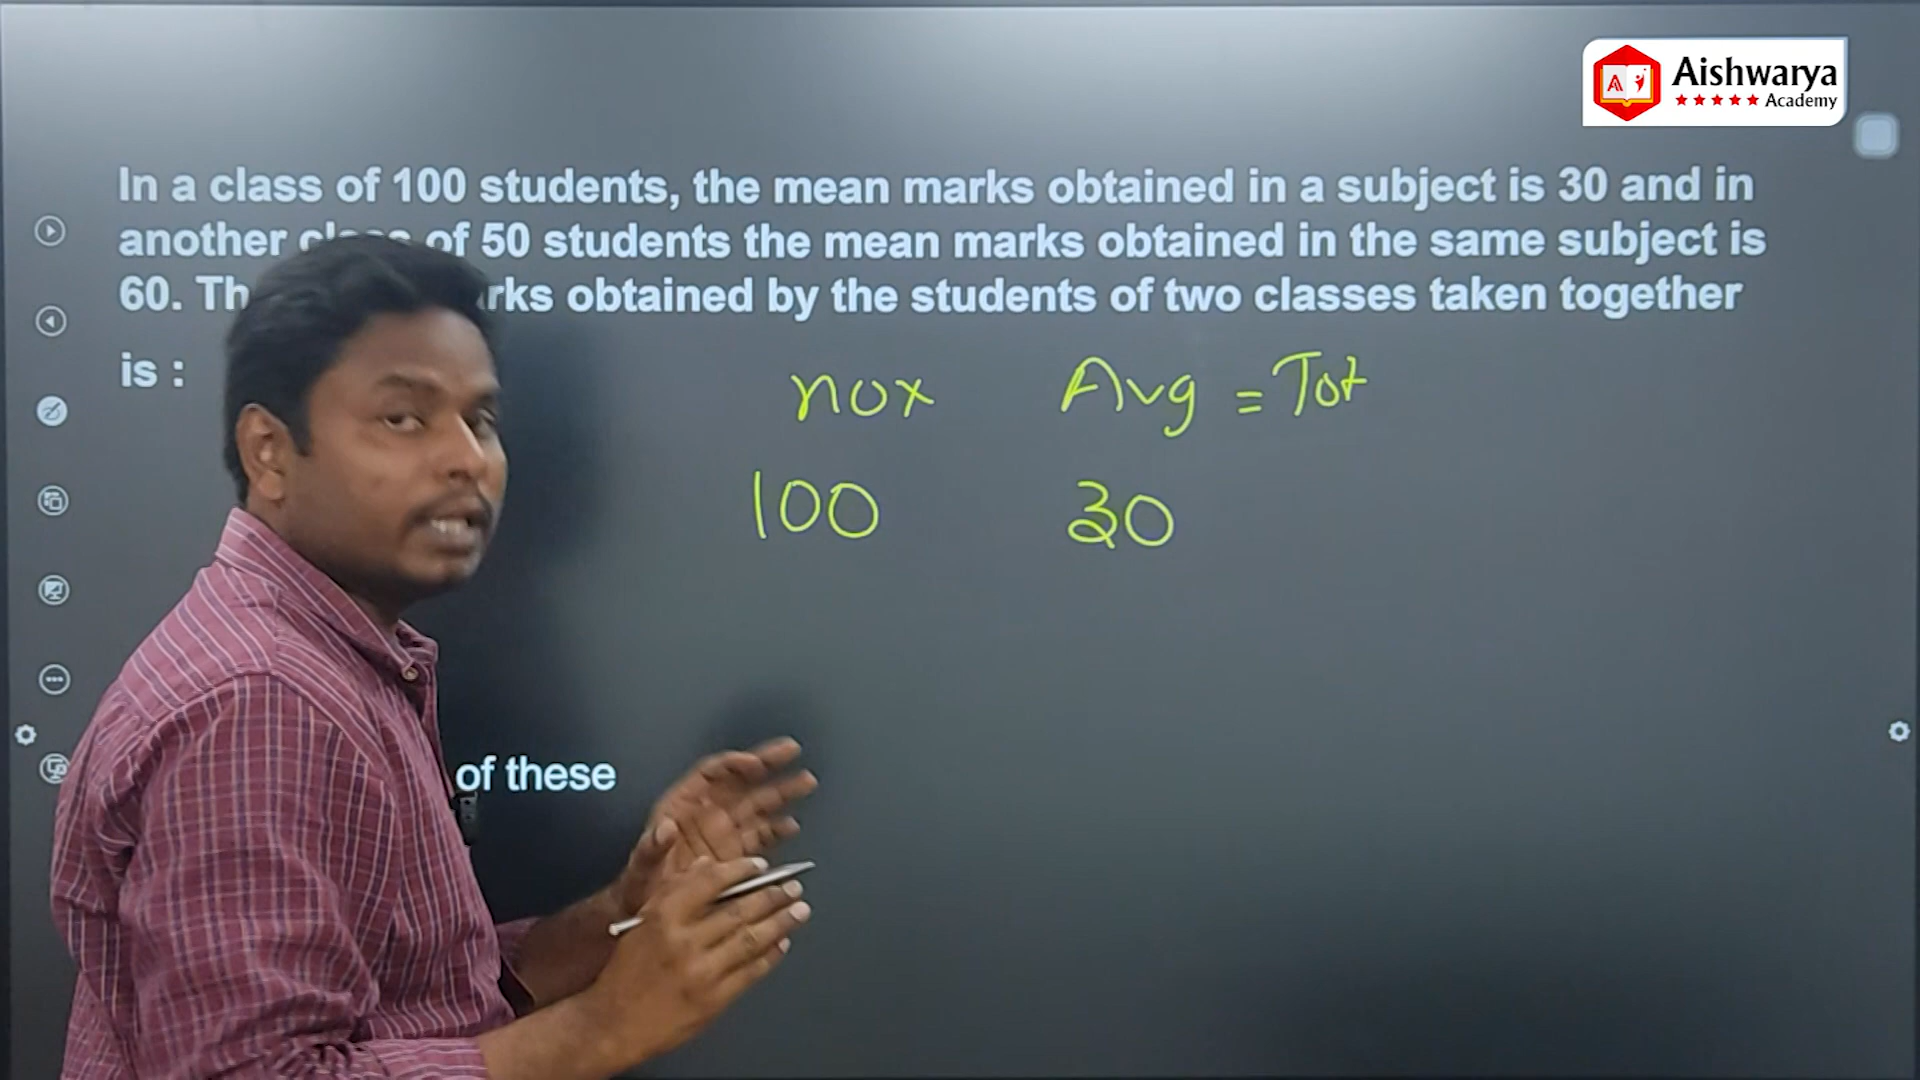 Aishwarya
Academy
In a class of 100 students, the mean marks obtained in a subject is 30 and in
another of 50 students the mean marks obtained in the same subject is
60. obtained by the students of two classes taken together
is :
nox Avg = Tot
100 30
of these